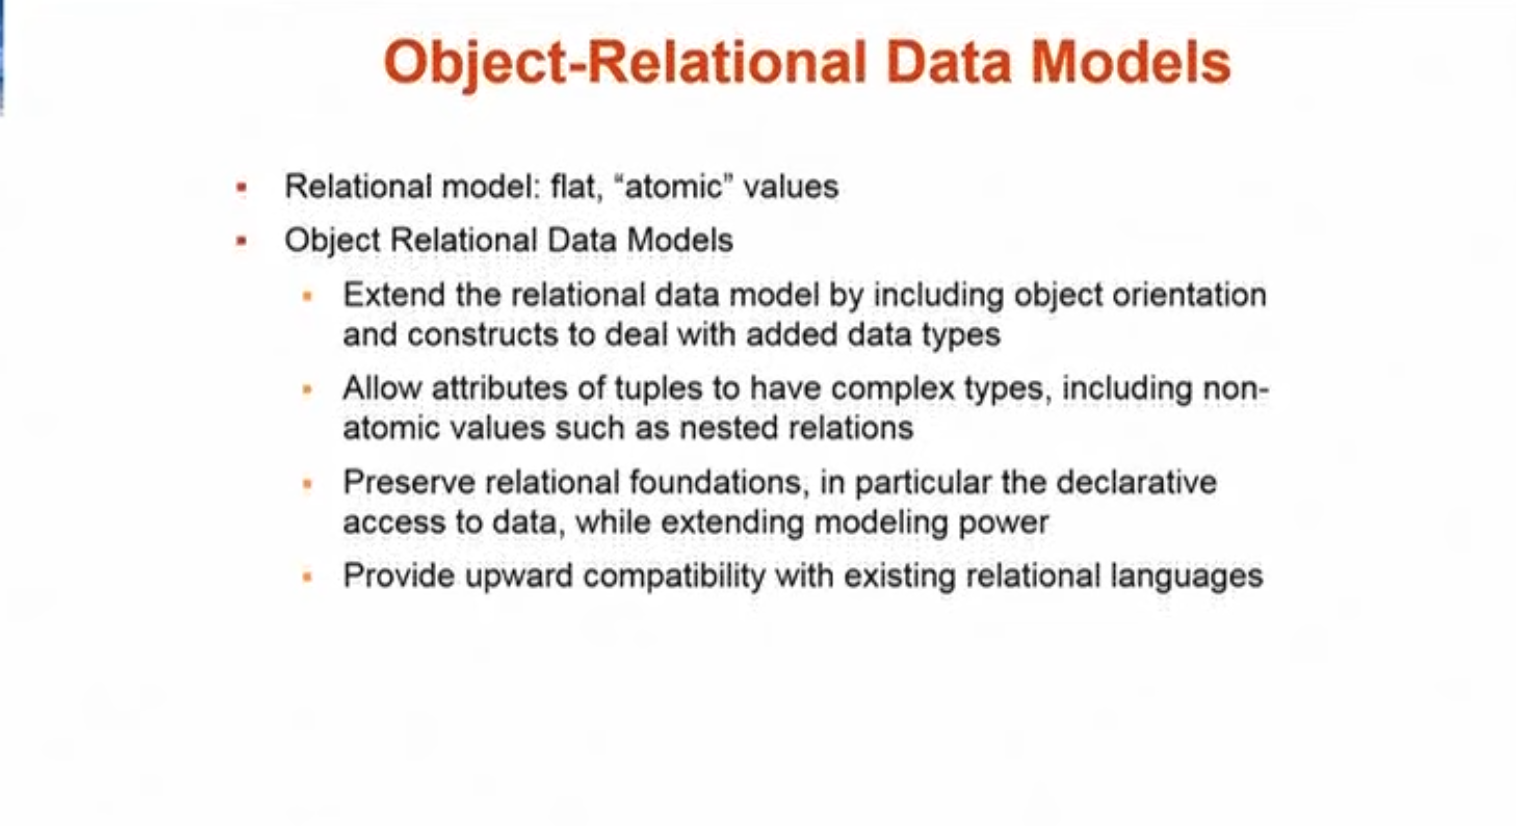 Object-Relational Data Models
▪ Relational model: flat, “atomic” values
▪ Object Relational Data Models
▪ Extend the relational data model by including object orientation
and constructs to deal with added data types
▪ Allow attributes of tuples to have complex types, including non-
atomic values such as nested relations
▪ Preserve relational foundations, in particular the declarative
access to data, while extending modeling power
▪ Provide upward compatibility with existing relational languages